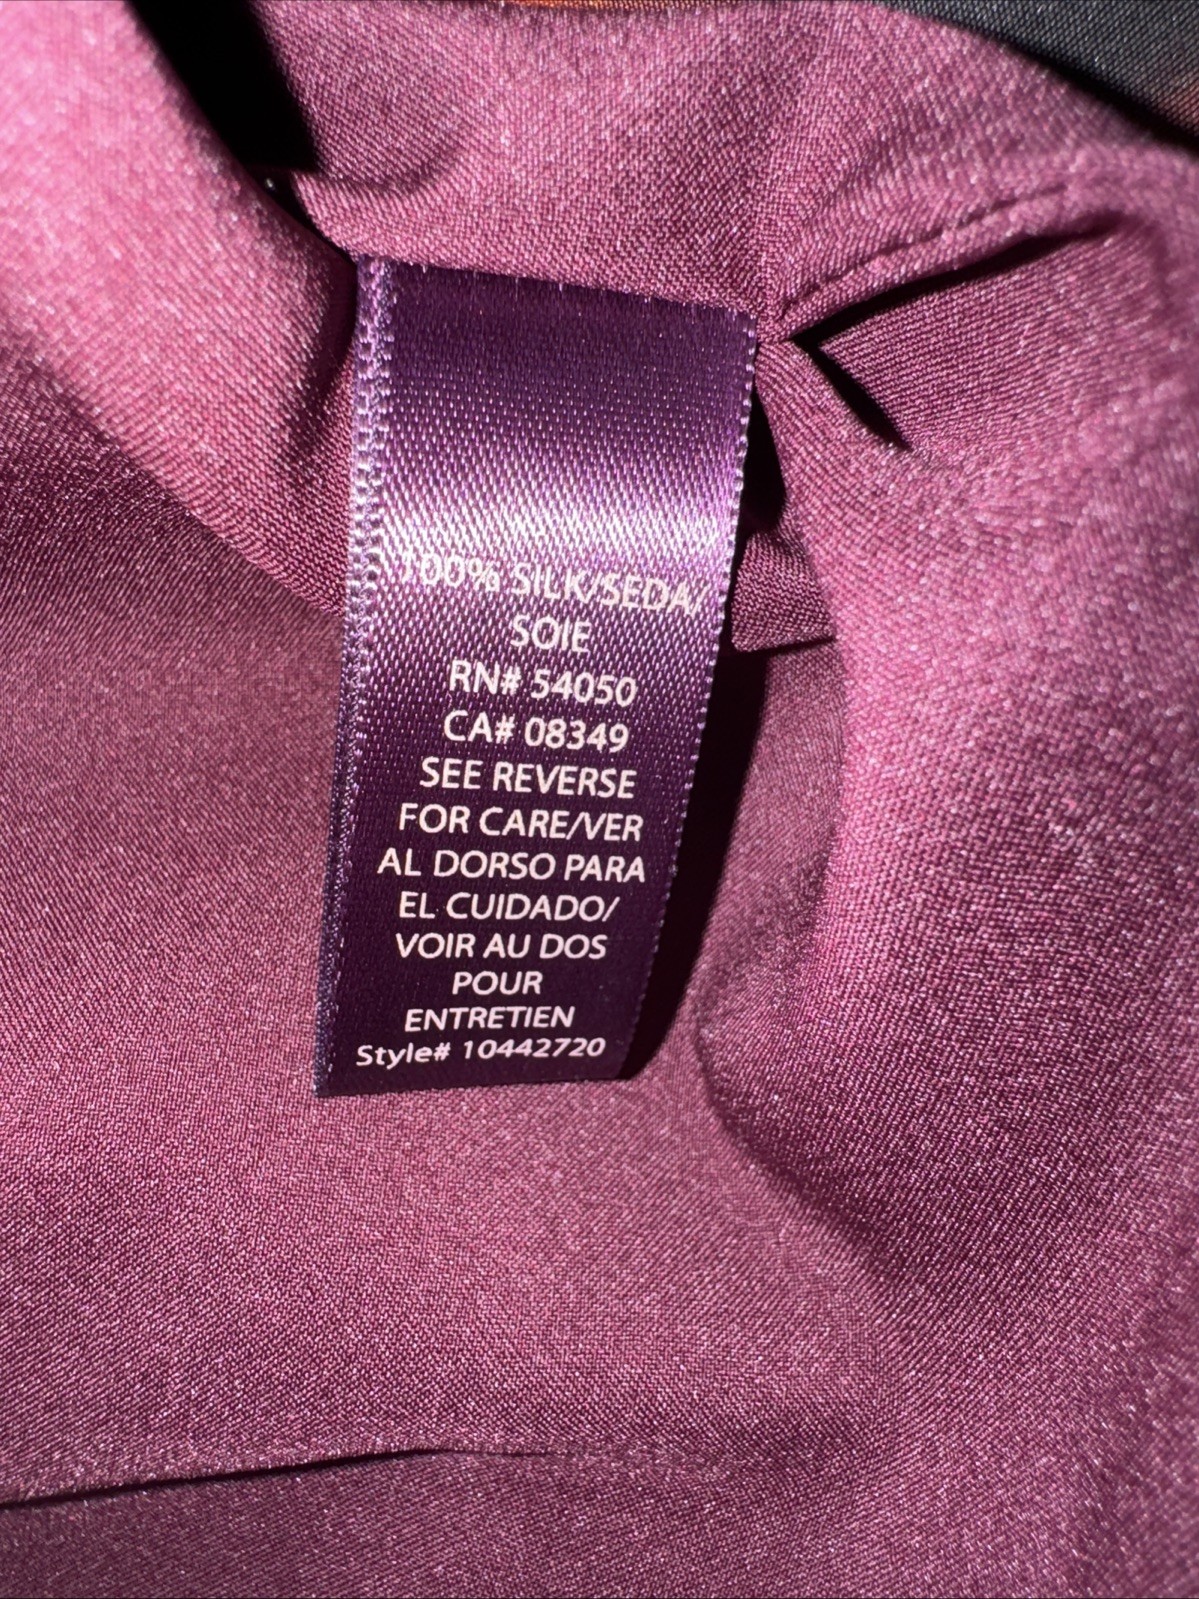 100% SILK/SEDA/
SOIE
RN# 54050
CA# 08349
SEE REVERSE
FOR CARE/VER
AL DORSO PARA
EL CUIDADO/
VOIR AU DOS
POUR
ENTRETIEN
Style# 10442720